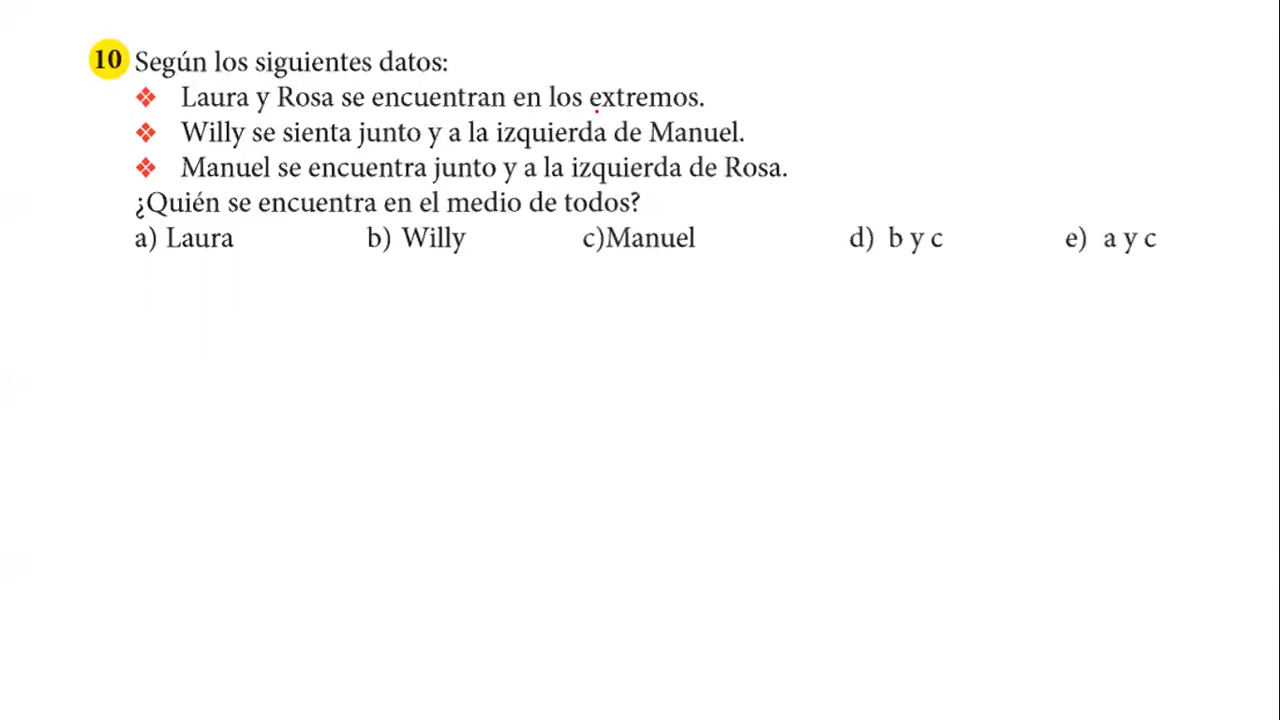 10 Según los siguientes datos:
❖ Laura y Rosa se encuentran en los extremos.
❖ Willy se sienta junto y a la izquierda de Manuel.
❖ Manuel se encuentra junto y a la izquierda de Rosa.
¿Quién se encuentra en el medio de todos?
a) Laura b) Willy c)Manuel d) b y c e) a y c